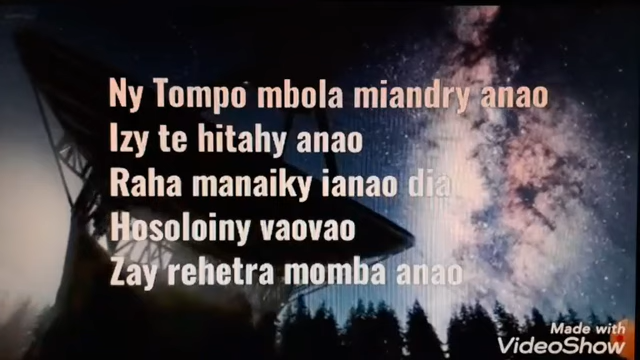 Ny Tompo mbola miandry anao
Izy te hitahy anao
Raha manaiky ianao dia
Hosoloiny vaovao
Zay rehetra momba anao
Made with
VideoShow